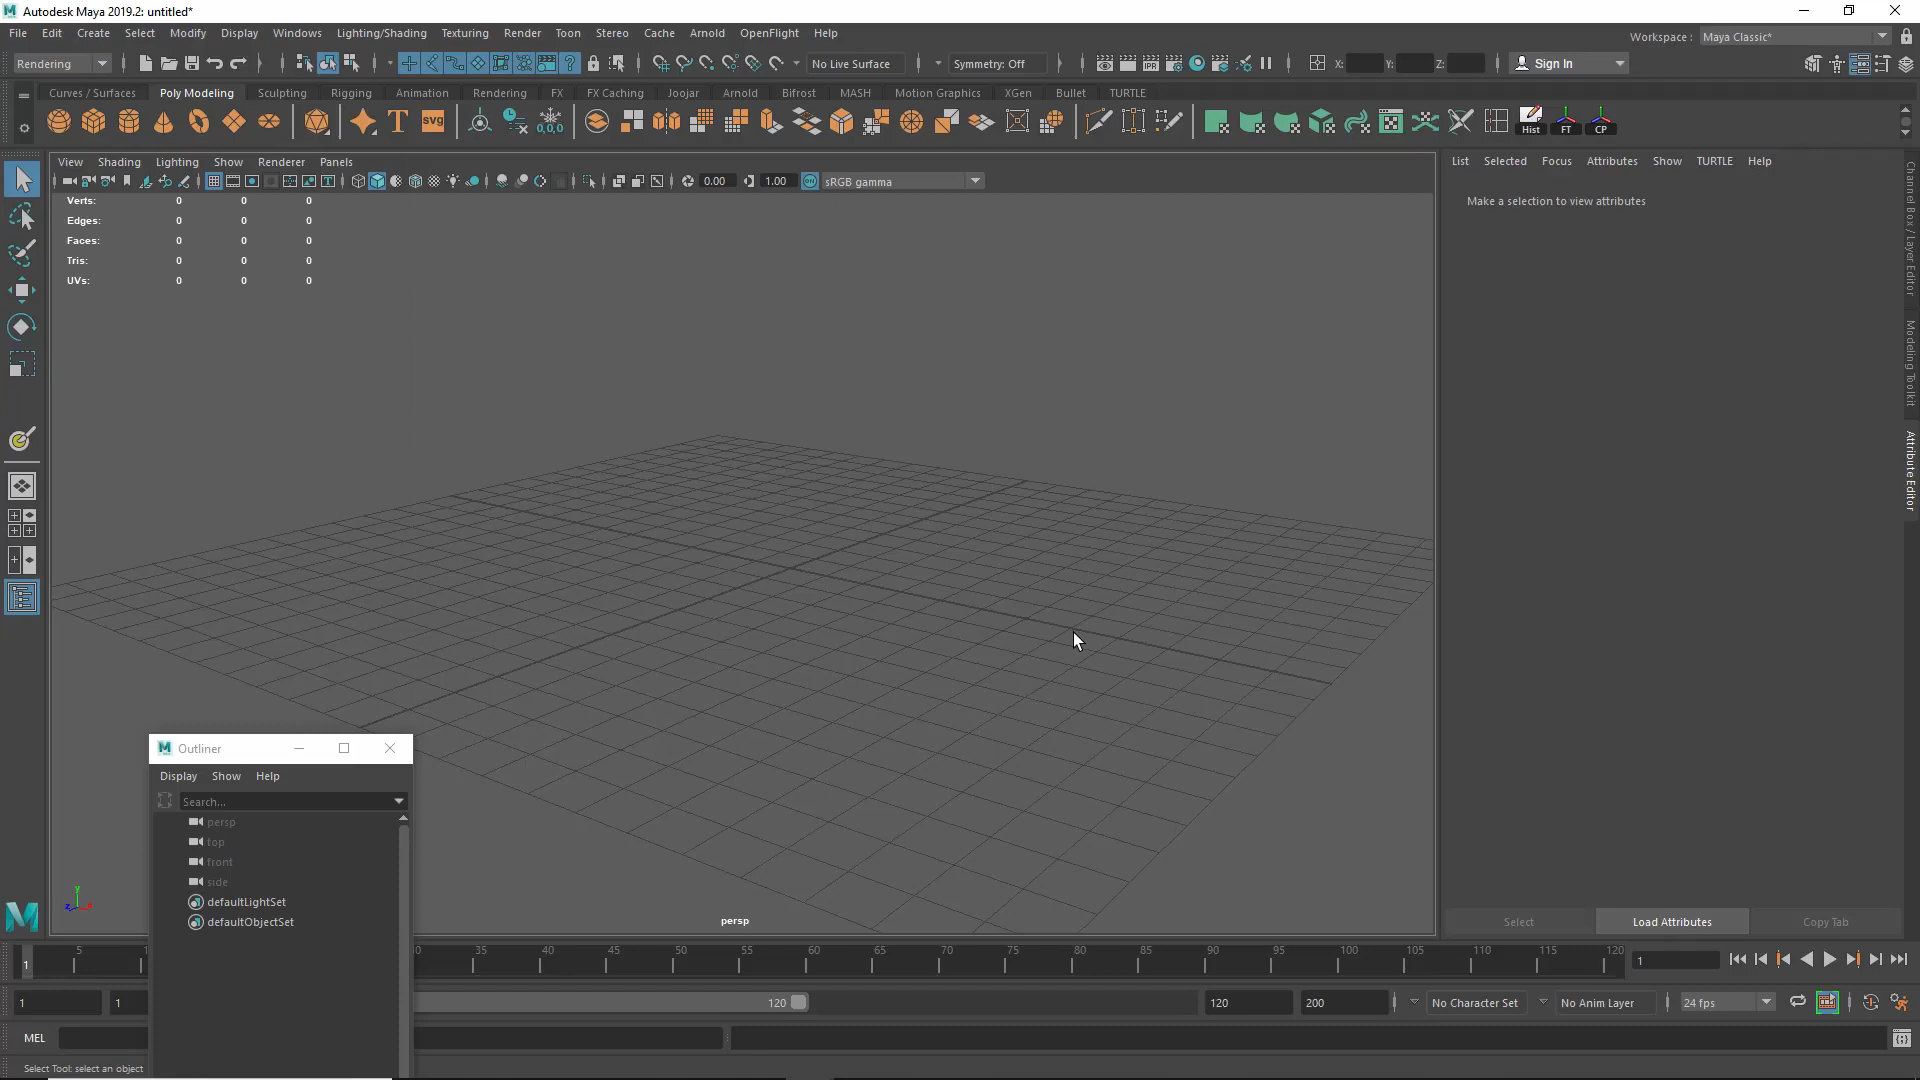 Autodesk Maya 2019.2: untitled*
File Edit Create Select Modify Display Windows Lighting/Shading Texturing Render Toon Stereo Cache Arnold OpenFlight Help
Workspace : Maya Classic*
Rendering No Live Surface Symmetry: Off X: Y: Z: Sign In
Curves / Surfaces Poly Modeling Sculpting Rigging Animation Rendering FX FX Caching Joojar Arnold Bifrost MASH Motion Graphics XGen Bullet TURTLE
T svg 0,0,0 Hist FT CP
View Shading Lighting Show Renderer Panels
0.00 1.00 ON sRGB gamma
Verts: 0 0 0
Edges: 0 0 0
Faces: 0 0 0
Tris: 0 0 0
UVs: 0 0 0
List Selected Focus Attributes Show TURTLE Help
Make a selection to view attributes
Channel Box / Layer Editor
Modeling Toolkit
Attribute Editor
Outliner
Display Show Help
Search...
persp
top
front
side
defaultLightSet
defaultObjectSet
y
z x
persp
Select Load Attributes Copy Tab
1 5 1 0 35 40 45 50 55 60 65 70 75 80 85 90 95 100 105 110 115 120 1
1 1 120 120 200 No Character Set No Anim Layer 24 fps
MEL
Select Tool: select an object